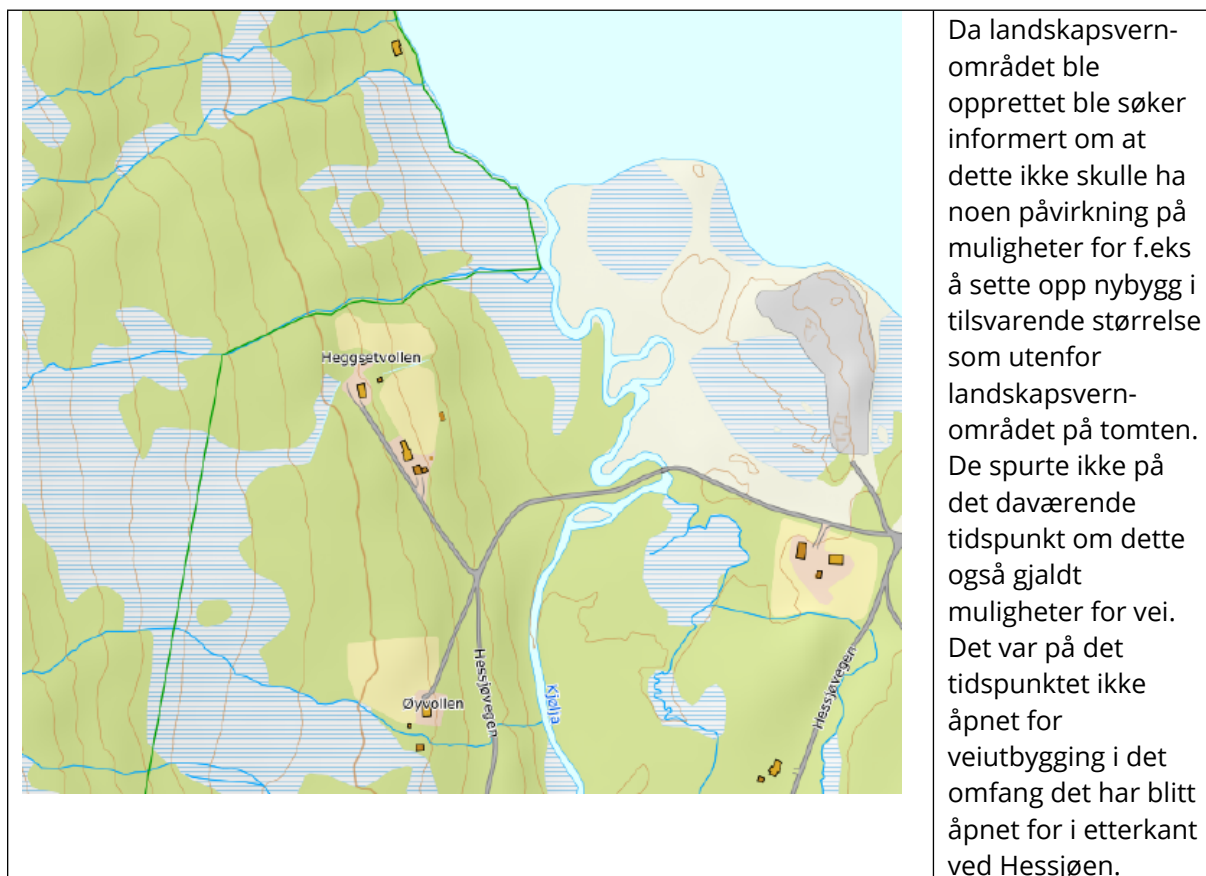 Da landskapsvern-
området ble
opprettet ble søker
informert om at
dette ikke skulle ha
noen påvirkning på
muligheter for f.eks
å sette opp nybygg i
tilsvarende størrelse
som utenfor
landskapsvern-
området på tomten.
De spurte ikke på
det daværende
tidspunkt om dette
også gjaldt
muligheter for vei.
Det var på det
tidspunktet ikke
åpnet for
veiutbygging i det
omfang det har blitt
åpnet for i etterkant
ved Hessjøen.
Heggsetvollen
Øyvollen
Hessjøvegen
Kjølja
Hessjøvegen